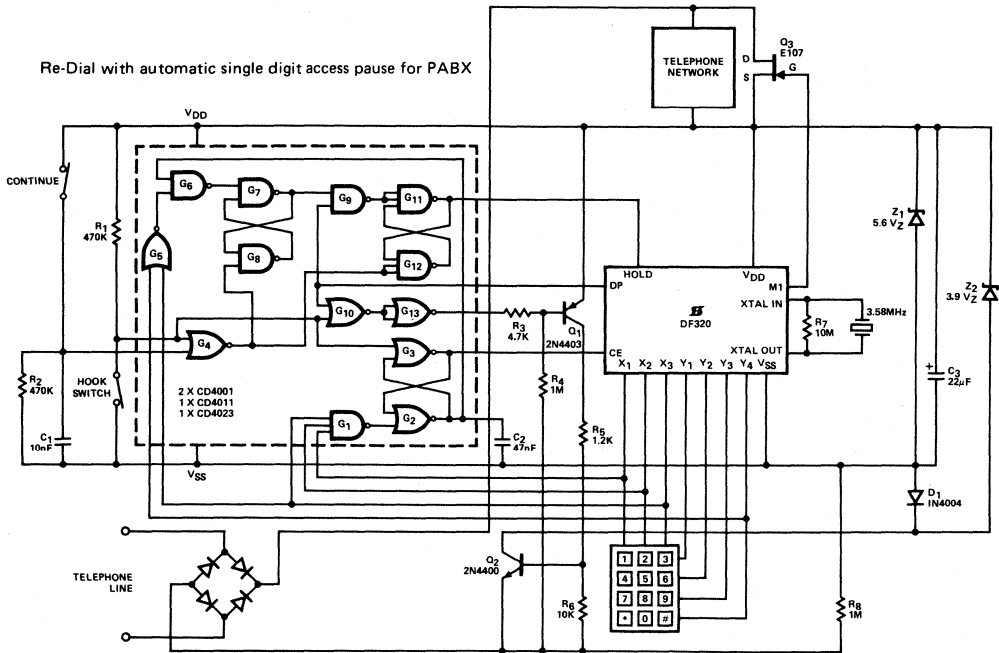 Re-Dial with automatic single digit access pause for PABX
TELEPHONE
NETWORK
Q3
E107
D
S
G
VDD
CONTINUE
R1
470K
G6
G7
G9
G11
G5
G8
G12
G10
G13
G4
G3
G1
G2
R2
470K
HOOK
SWITCH
C1
10nF
2 X CD4001
1 X CD4011
1 X CD4023
VSS
C2
47nF
R3
4.7K
R4
1M
Q1
2N4403
R5
1.2K
HOLD
VDD
DP
M1
XTAL IN
DF320
CE
XTAL OUT
X1 X2 X3 Y1 Y2 Y3 Y4 VSS
R7
10M
3.58MHz
Z1
5.6 VZ
Z2
3.9 VZ
+
C3
22μF
D1
IN4004
TELEPHONE
LINE
Q2
2N4400
R6
10K
1 2 3
4 5 6
7 8 9
* 0 #
R8
1M